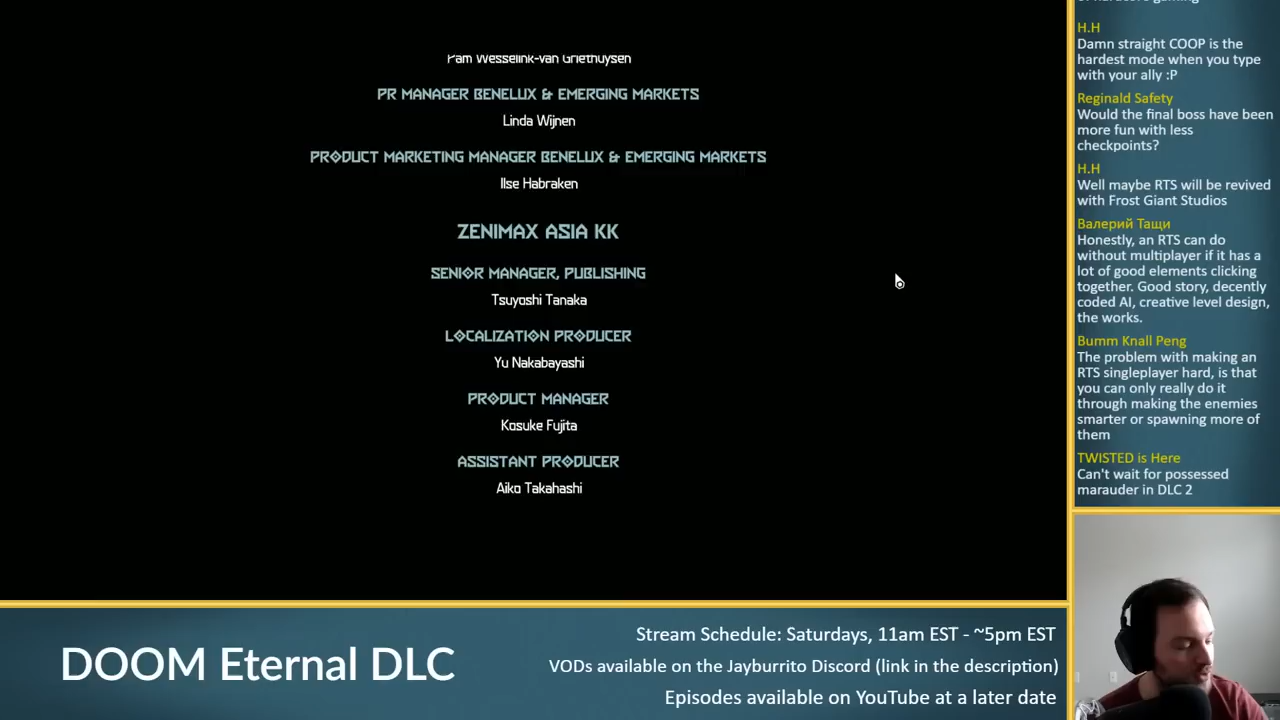 Pam Wesselink-van Griethuysen
PR MANAGER BENELUX & EMERGING MARKETS
Linda Wijnen
PRODUCT MARKETING MANAGER BENELUX & EMERGING MARKETS
Ilse Habraken
ZENIMAX ASIA KK
SENIOR MANAGER, PUBLISHING
Tsuyoshi Tanaka
LOCALIZATION PRODUCER
Yu Nakabayashi
PRODUCT MANAGER
Kosuke Fujita
ASSISTANT PRODUCER
Aiko Takahashi
H.H
Damn straight COOP is the
hardest mode when you type
with your ally :P
Reginald Safety
Would the final boss have been
more fun with less
checkpoints?
H.H
Well maybe RTS will be revived
with Frost Giant Studios
Валерий Тащи
Honestly, an RTS can do
without multiplayer if it has a
lot of good elements clicking
together. Good story, decently
coded AI, creative level design,
the works.
Bumm Knall Peng
The problem with making an
RTS singleplayer hard, is that
you can only really do it
through making the enemies
smarter or spawning more of
them
TWISTED is Here
Can't wait for possessed
marauder in DLC 2
DOOM Eternal DLC
Stream Schedule: Saturdays, 11am EST - ~5pm EST
VODs available on the Jayburrito Discord (link in the description)
Episodes available on YouTube at a later date